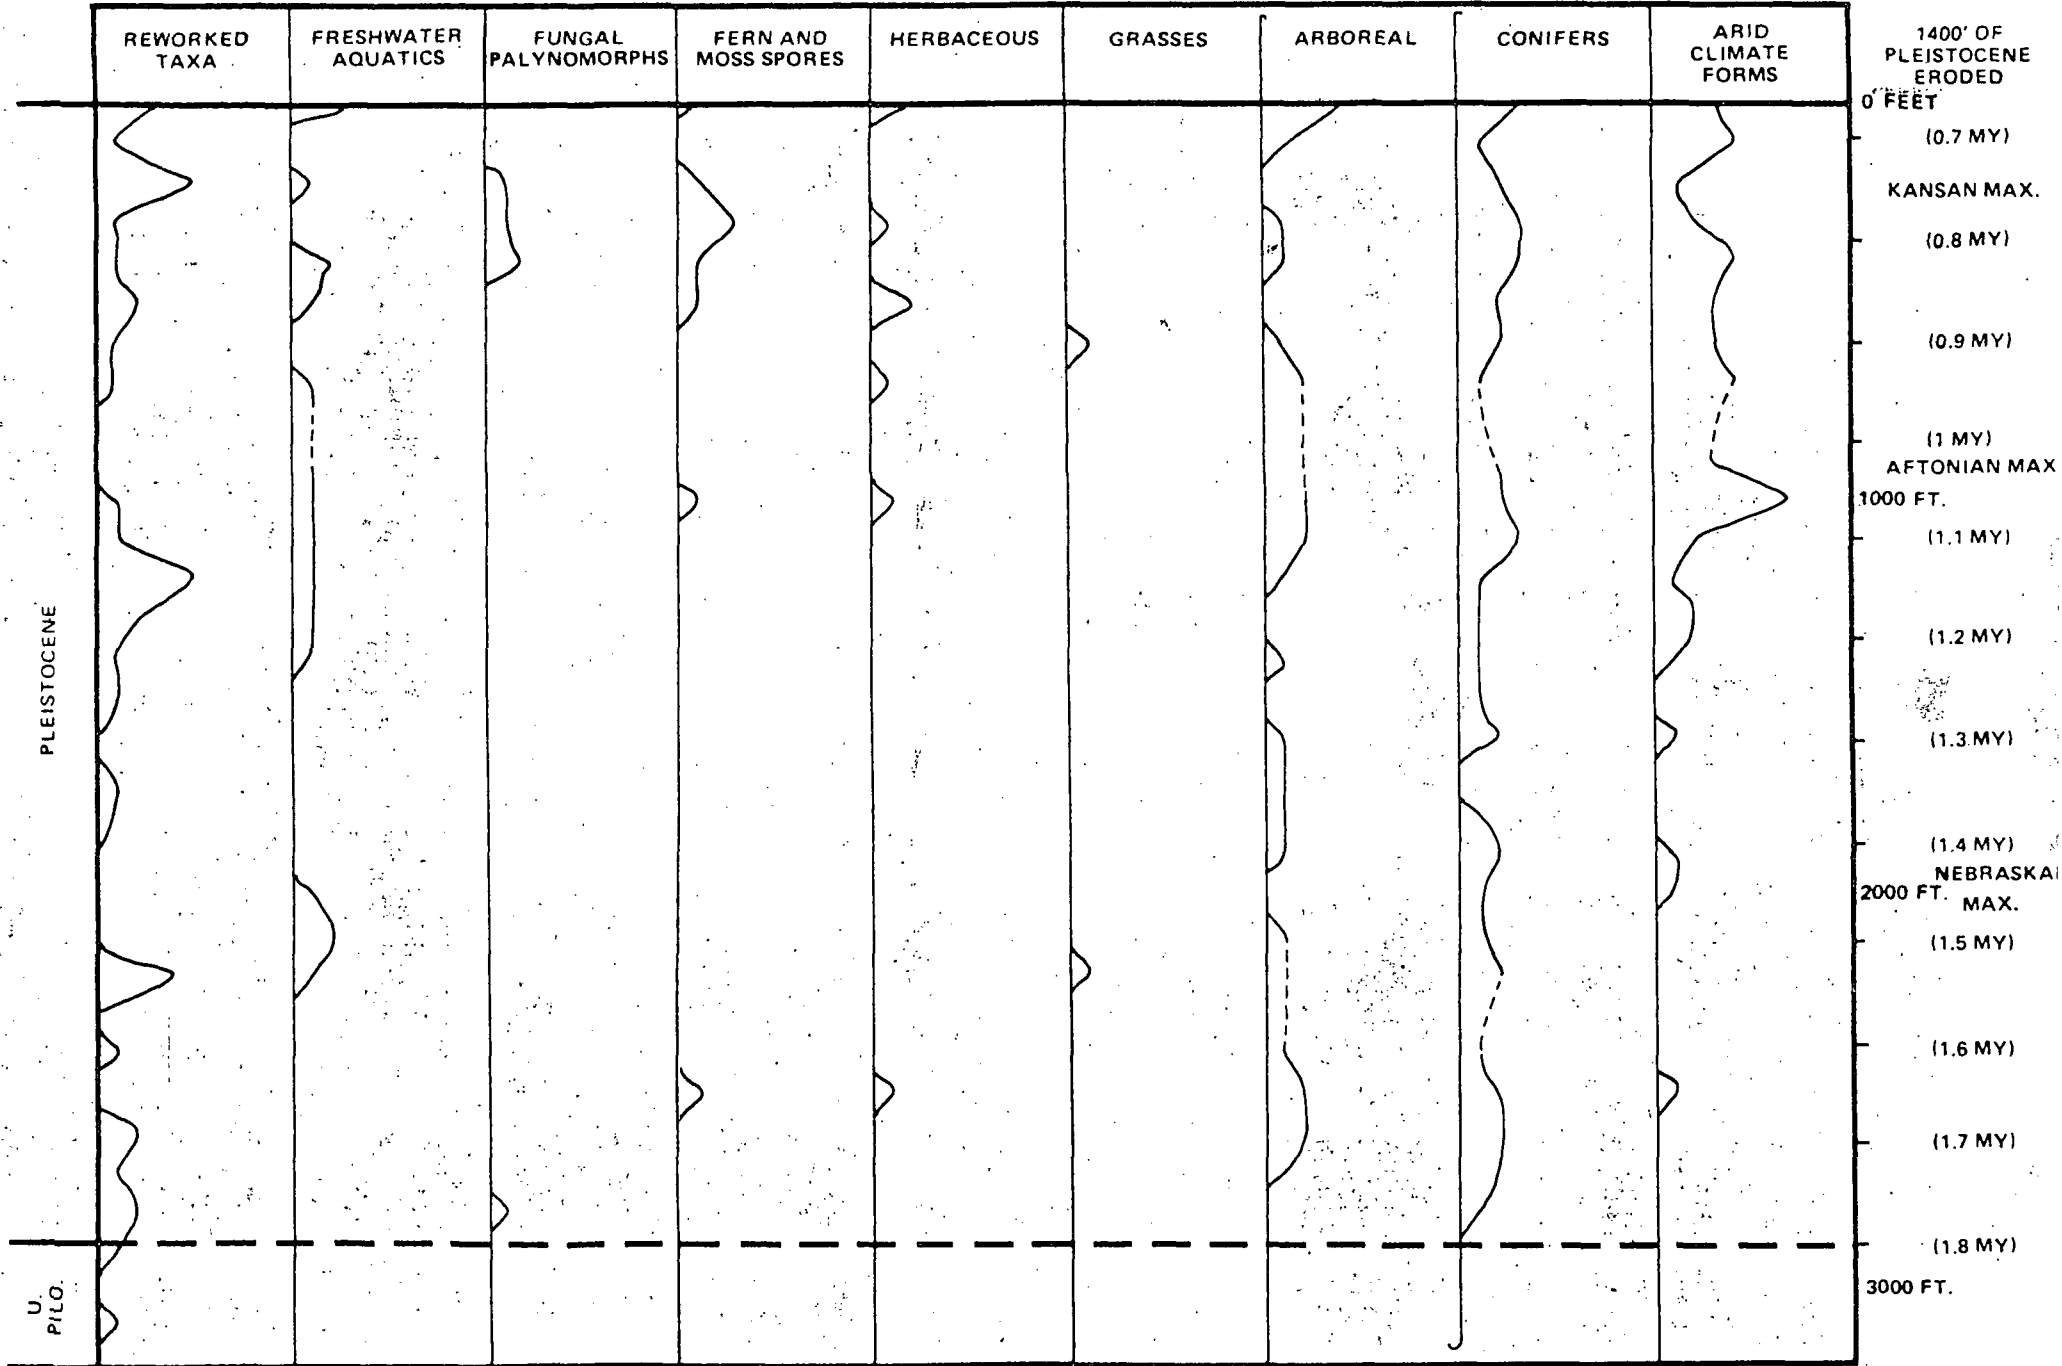 REWORKED
TAXA
FRESHWATER
AQUATICS
FUNGAL
PALYNOMORPHS
FERN AND
MOSS SPORES
HERBACEOUS
GRASSES
ARBOREAL
CONIFERS
ARID
CLIMATE
FORMS
1400' OF
PLEISTOCENE
ERODED
0 FEET
(0.7 MY)
KANSAN MAX.
(0.8 MY)
(0.9 MY)
(1 MY)
AFTONIAN MAX
1000 FT.
(1.1 MY)
(1.2 MY)
(1.3 MY)
(1.4 MY)
NEBRASKA
2000 FT.
MAX.
(1.5 MY)
(1.6 MY)
(1.7 MY)
(1.8 MY)
3000 FT.
PLEISTOCENE
U.
PILO.